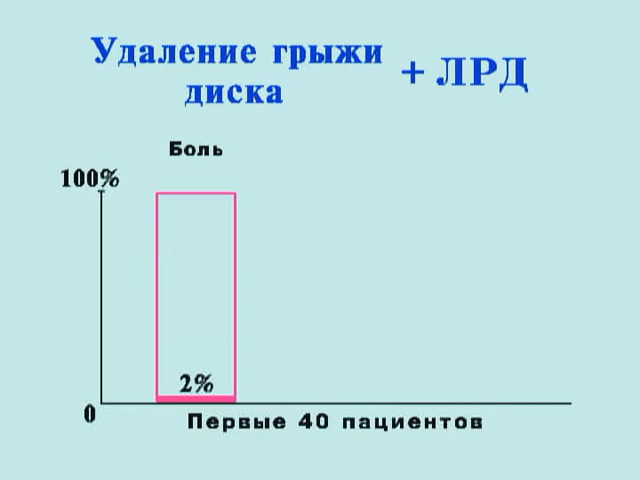 Удаление грыжи
диска
+ ЛРД
Боль
100%
2%
0
Первые 40 пациентов